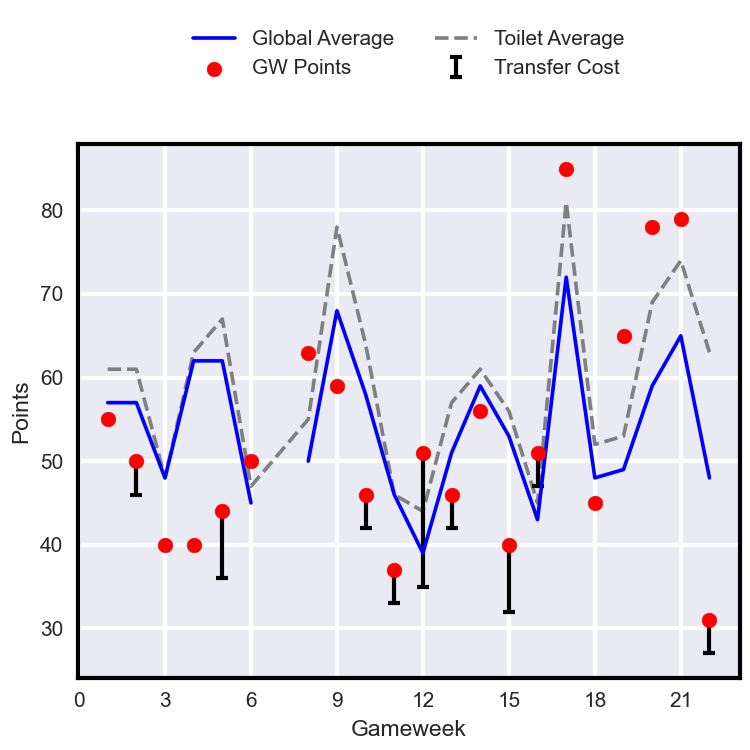 Global Average
Toilet Average
GW Points
Transfer Cost
80
70
60
50
40
30
Points
0 3 6 9 12 15 18 21
Gameweek